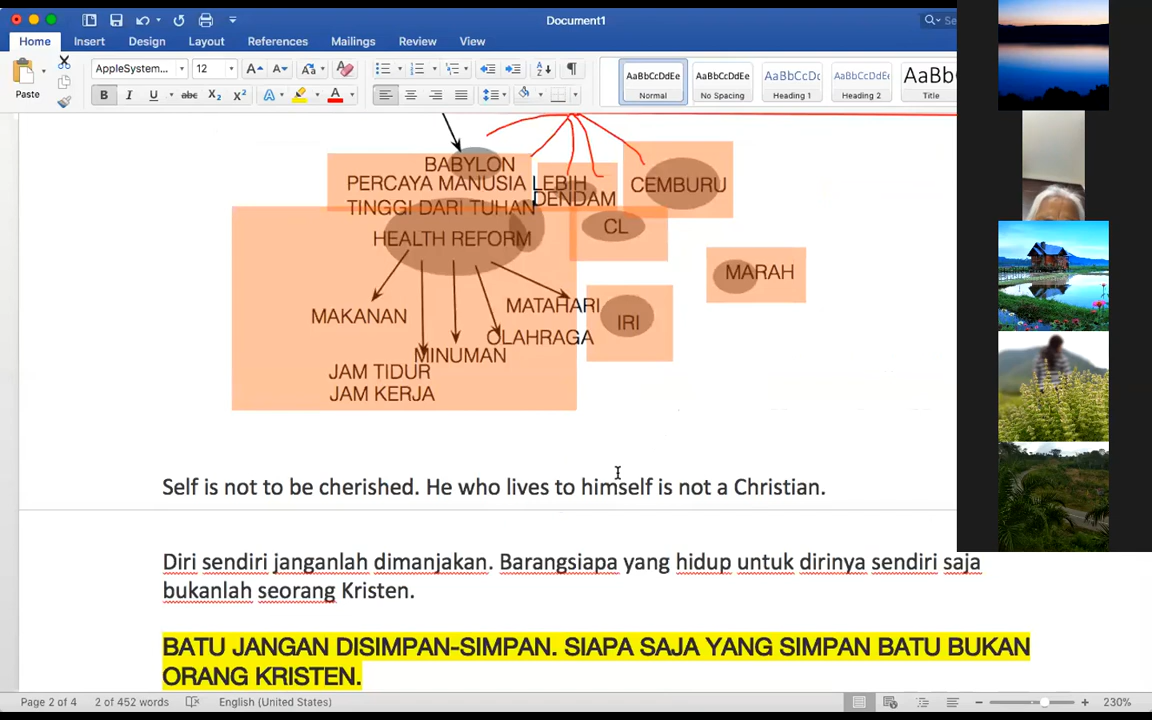 Document1
Se
Home Insert Design Layout References Mailings Review View
Paste
AppleSystem... 12
AaBbCcDdEe AaBbCcDdEe AaBbCcDc AaBbCcDdEe AaBbC
Normal No Spacing Heading 1 Heading 2 Title
BABYLON
PERCAYA MANUSIA LEBIH
TINGGI DARI TUHAN
DENDAM
CEMBURU
HEALTH REFORM
CL
MARAH
MAKANAN
MATAHARI
IRI
OLAHRAGA
MINUMAN
JAM TIDUR
JAM KERJA
Self is not to be cherished. He who lives to himself is not a Christian.
Diri sendiri janganlah dimanjakan. Barangsiapa yang hidup untuk dirinya sendiri saja
bukanlah seorang Kristen.
BATU JANGAN DISIMPAN-SIMPAN. SIAPA SAJA YANG SIMPAN BATU BUKAN
ORANG KRISTEN.
Page 2 of 4 2 of 452 words English (United States) 230%